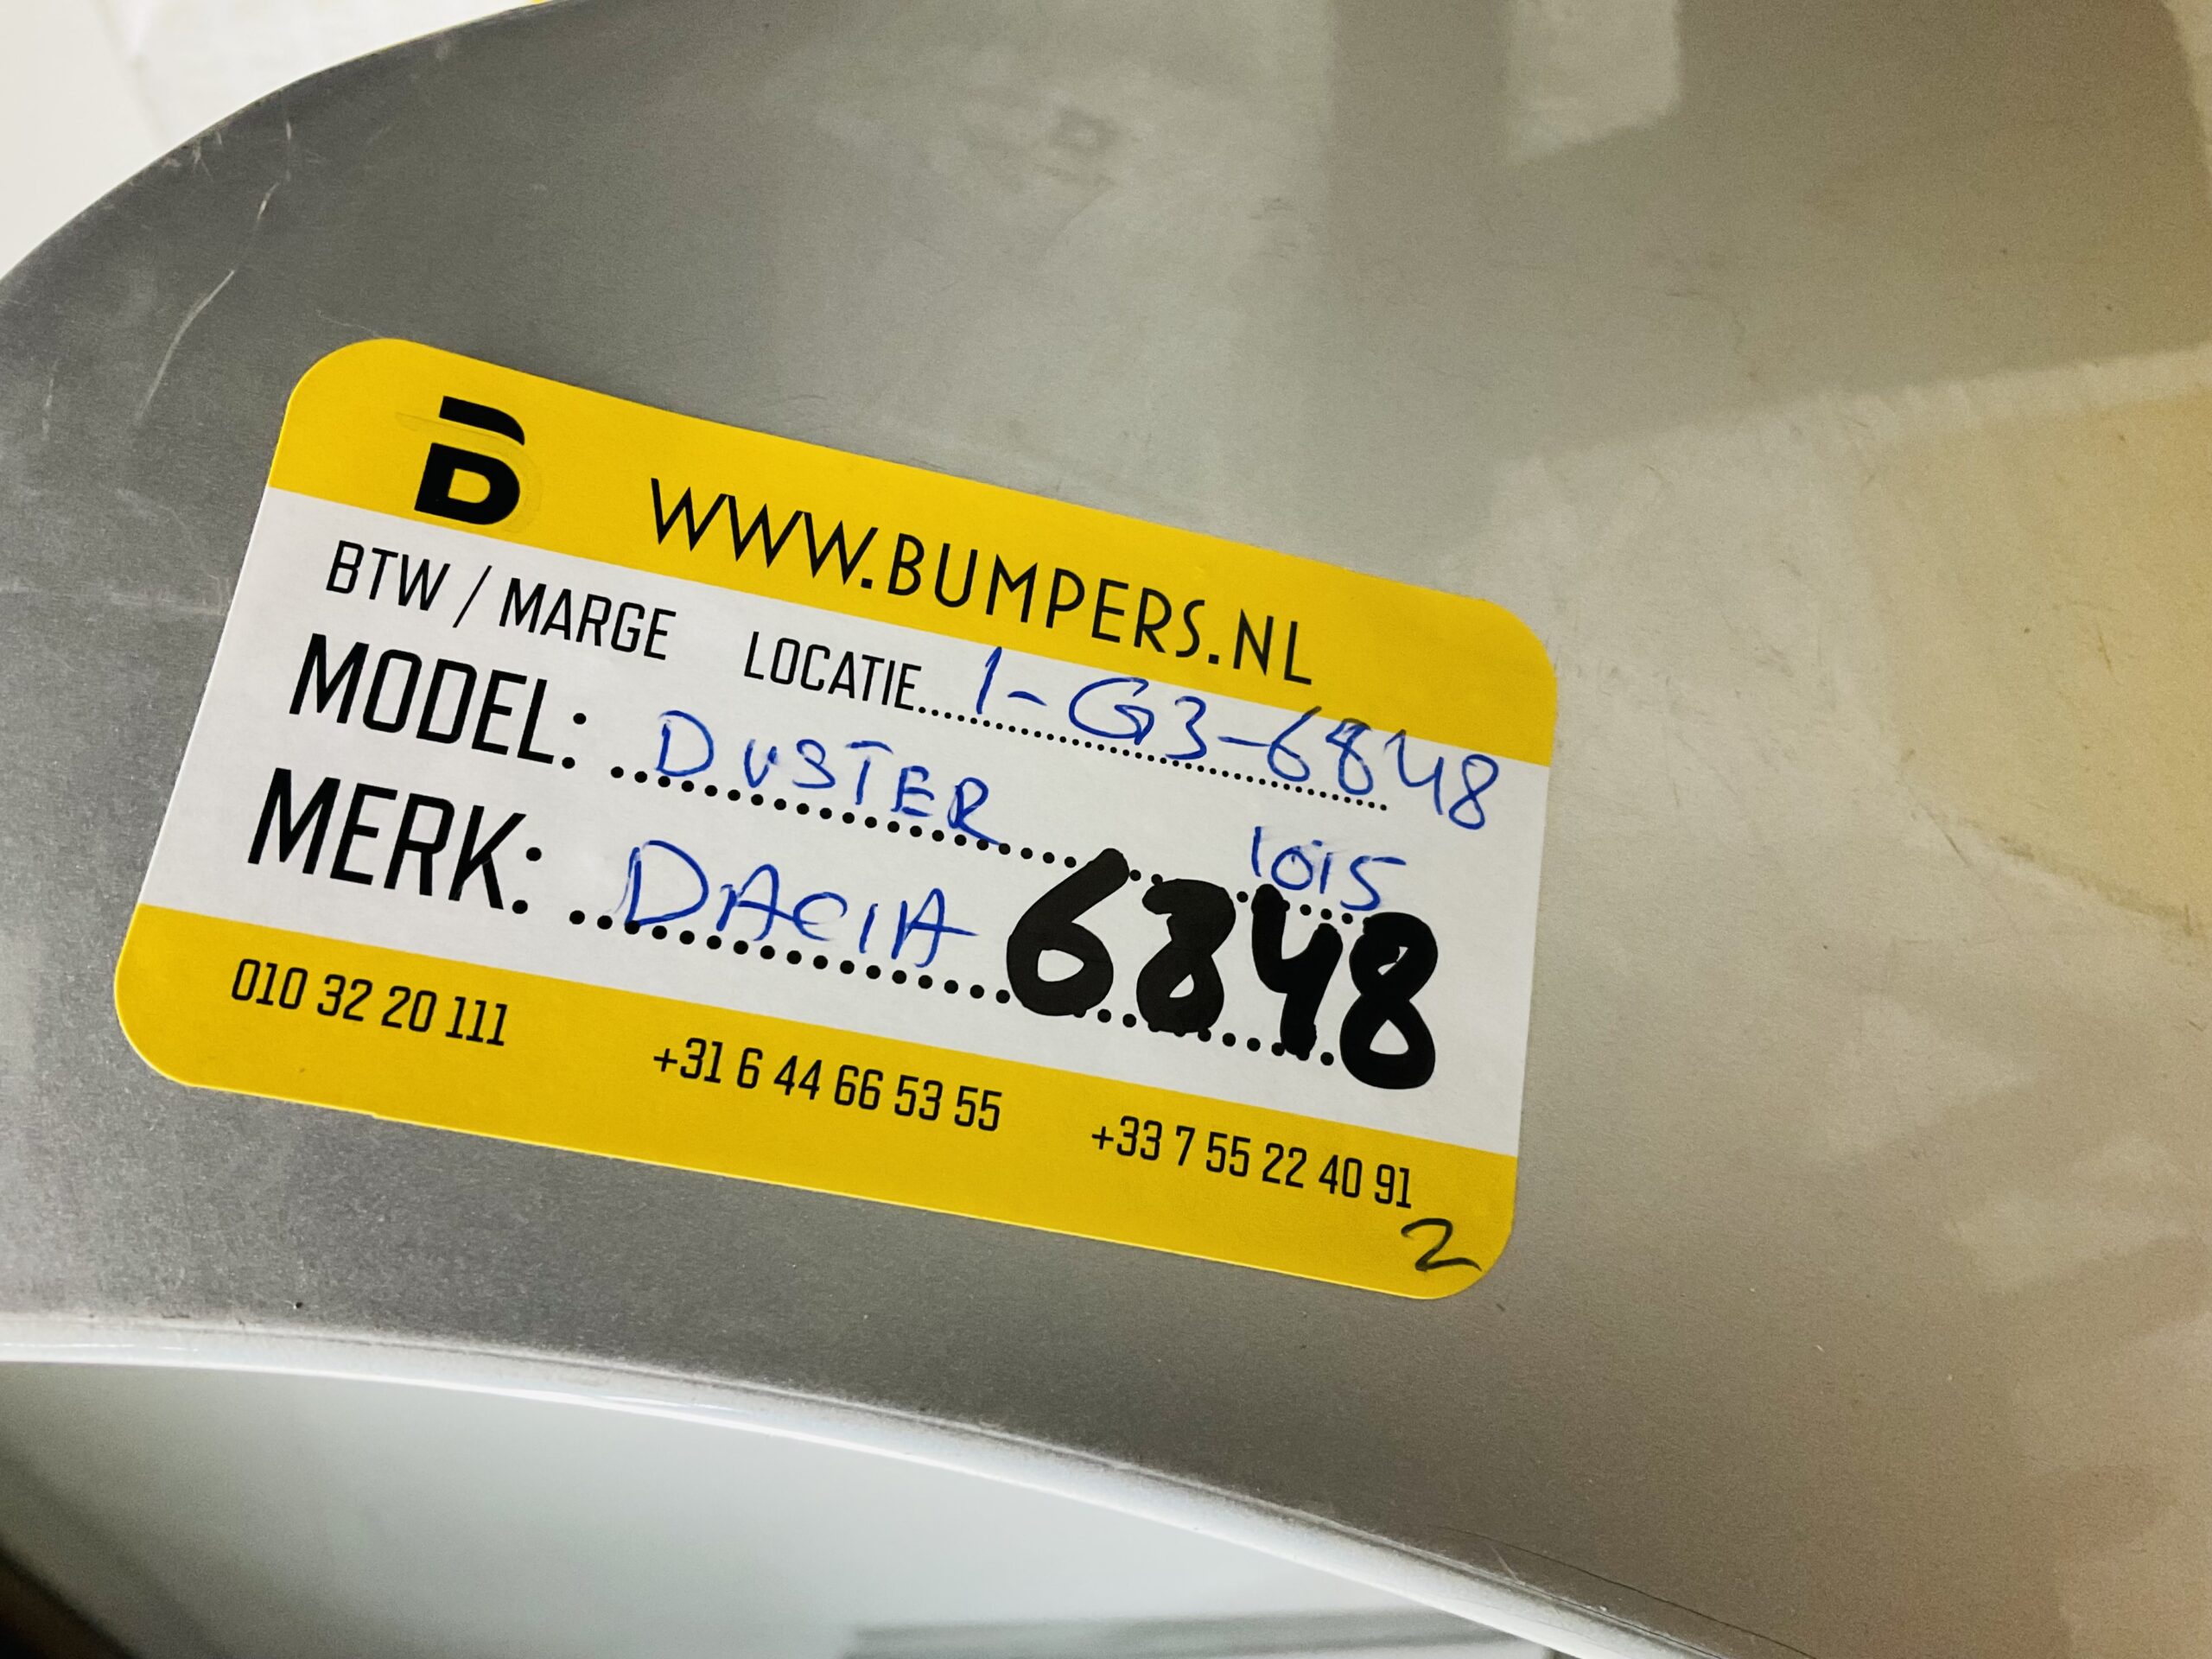 B WWW.BUMPERS.NL
BTW / MARGE LOCATIE 1-G3-6848
MODEL: DUSTER
1015
MERK: DACIA 6848
010 32 20 111 +31 6 44 66 53 55 +33 7 55 22 40 91
2